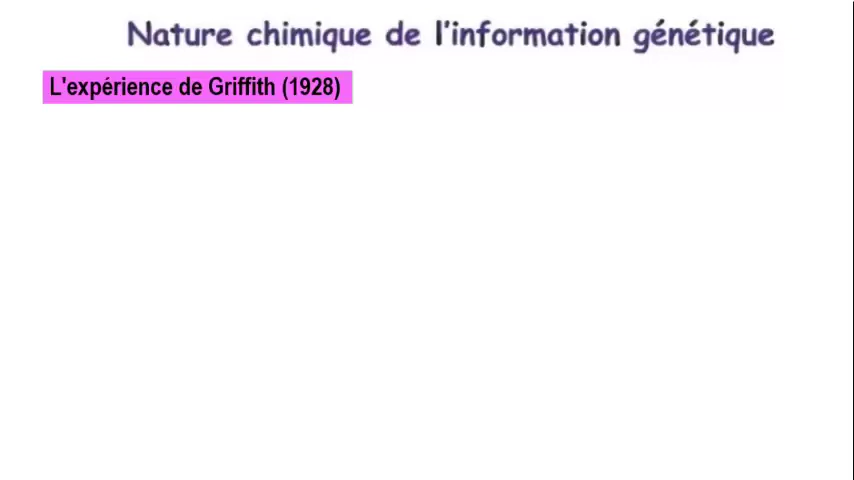 Nature chimique de l'information génétique
L'expérience de Griffith (1928)